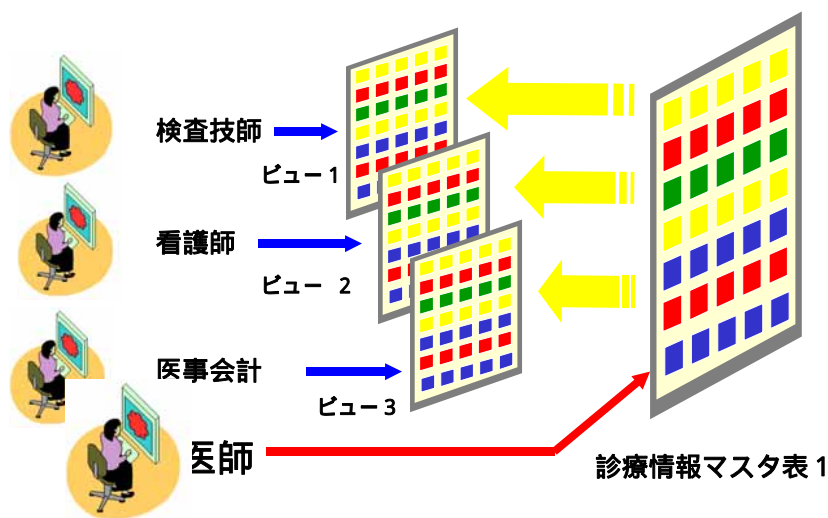 検査技師
ビュー1
看護師
ビュー 2
医事会計
ビュー3
医師
診療情報マスタ表1